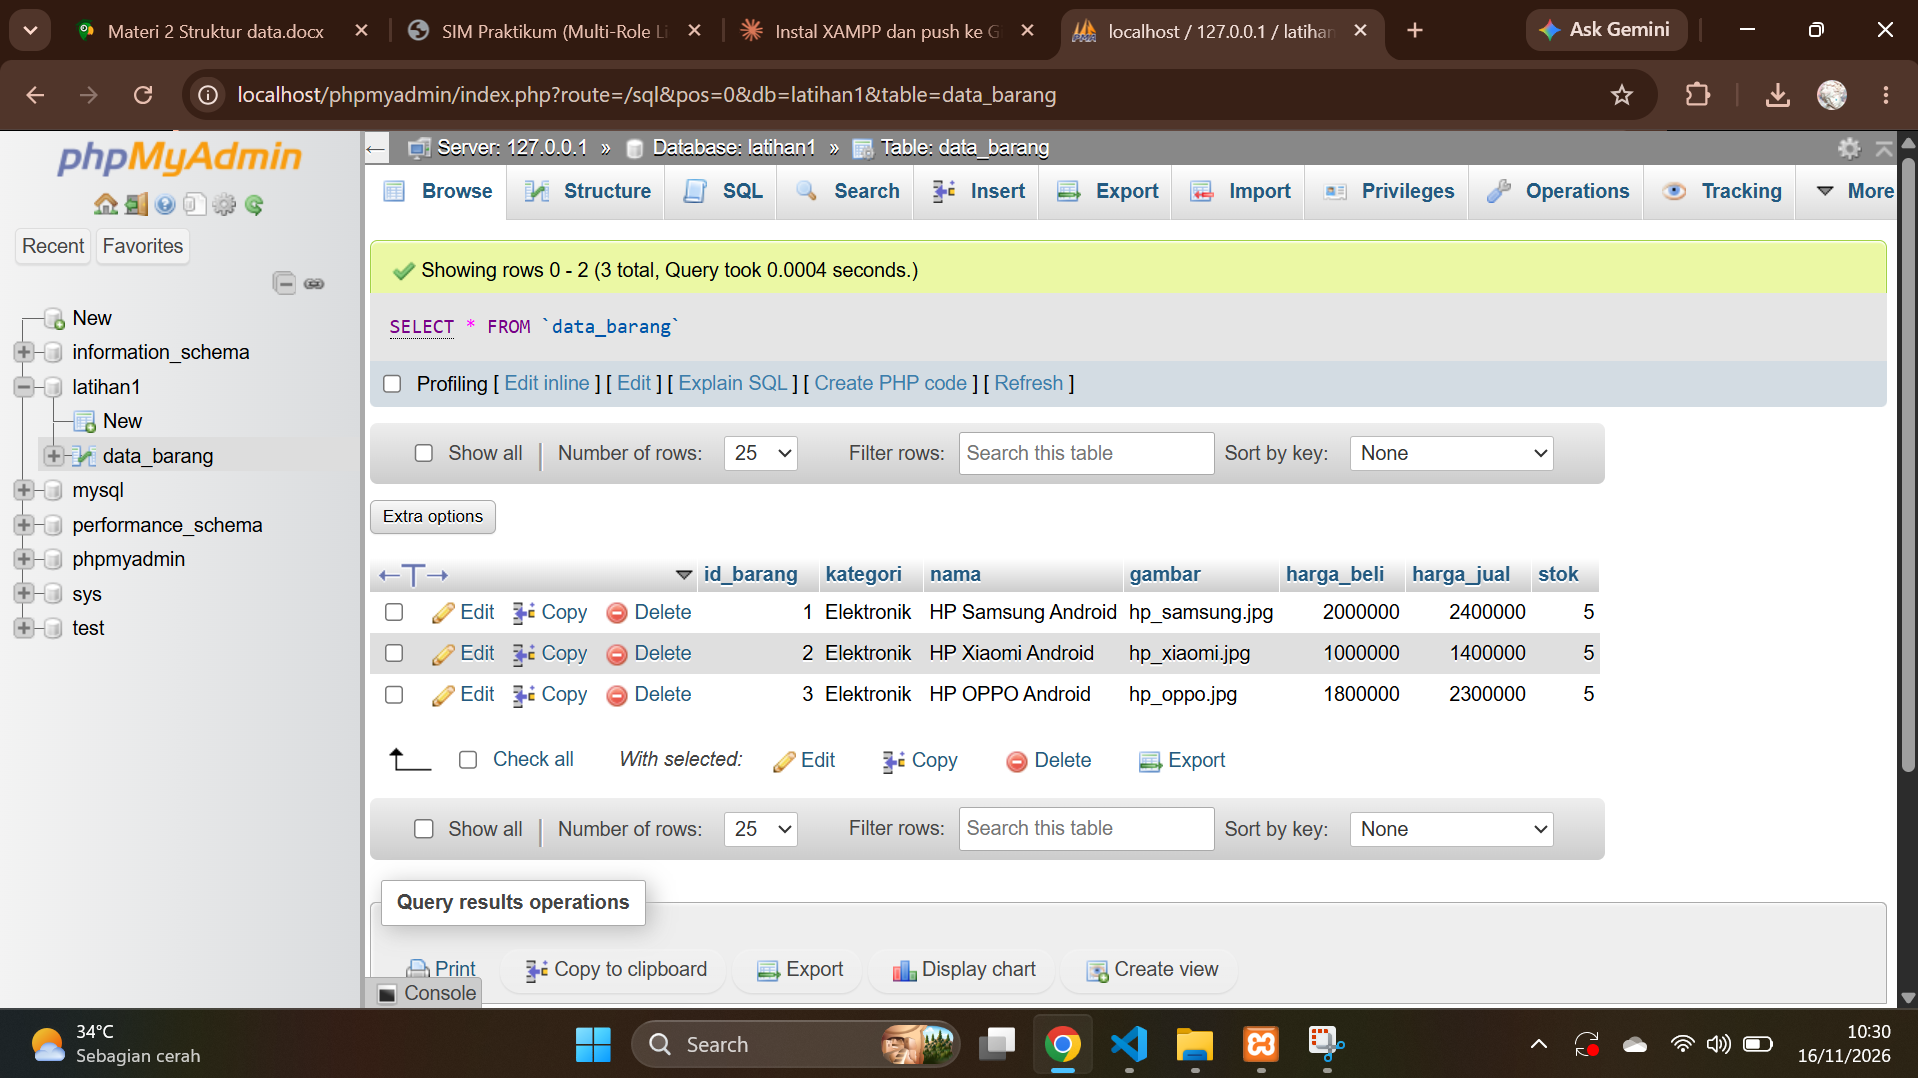 Materi 2 Struktur data.docx
SIM Praktikum (Multi-Role Li
Instal XAMPP dan push ke G
localhost / 127.0.0.1 / latihan
Ask Gemini
localhost/phpmyadmin/index.php?route=/sql&pos=0&db=latihan1&table=data_barang
phpMyAdmin
Recent
Favorites
New
information_schema
latihan1
New
data_barang
mysql
performance_schema
phpmyadmin
sys
test
Server: 127.0.0.1 » Database: latihan1 » Table: data_barang
Browse
Structure
SQL
Search
Insert
Export
Import
Privileges
Operations
Tracking
More
Showing rows 0 - 2 (3 total, Query took 0.0004 seconds.)
SELECT * FROM `data_barang`
Profiling [ Edit inline ] [ Edit ] [ Explain SQL ] [ Create PHP code ] [ Refresh ]
Show all Number of rows: 25 Filter rows: Search this table Sort by key: None
Extra options
id_barang kategori nama gambar harga_beli harga_jual stok
Edit Copy Delete 1 Elektronik HP Samsung Android hp_samsung.jpg 2000000 2400000 5
Edit Copy Delete 2 Elektronik HP Xiaomi Android hp_xiaomi.jpg 1000000 1400000 5
Edit Copy Delete 3 Elektronik HP OPPO Android hp_oppo.jpg 1800000 2300000 5
Check all With selected: Edit Copy Delete Export
Show all Number of rows: 25 Filter rows: Search this table Sort by key: None
Query results operations
Print Copy to clipboard Export Display chart Create view
Console
34°C
Sebagian cerah
Search
10:30
16/11/2026